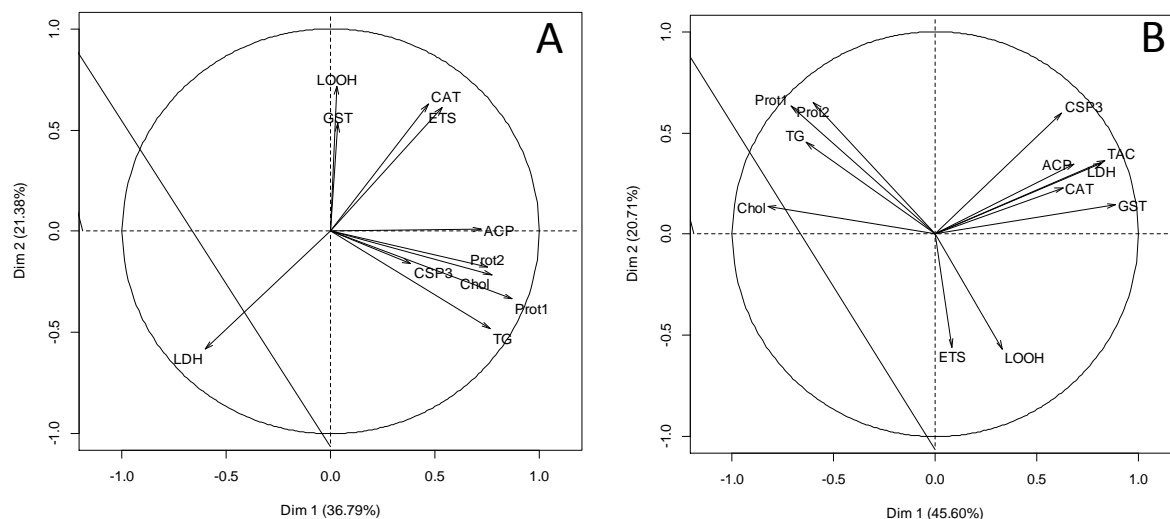 A
1.0
0.5
0.0
-0.5
-1.0
Dim 2 (21.38%)
LOOH
GST
CAT
ETS
ACP
Prot2
CSP3
Chol
Prot1
TG
LDH
-1.0
-0.5
0.0
0.5
1.0
Dim 1 (36.79%)
B
1.0
0.5
0.0
-0.5
-1.0
Dim 2 (20.71%)
Prot1
Prot2
TG
Chol
CSP3
TAC
ACP
LDH
CAT
GST
ETS
LOOH
-1.0
-0.5
0.0
0.5
1.0
Dim 1 (45.60%)